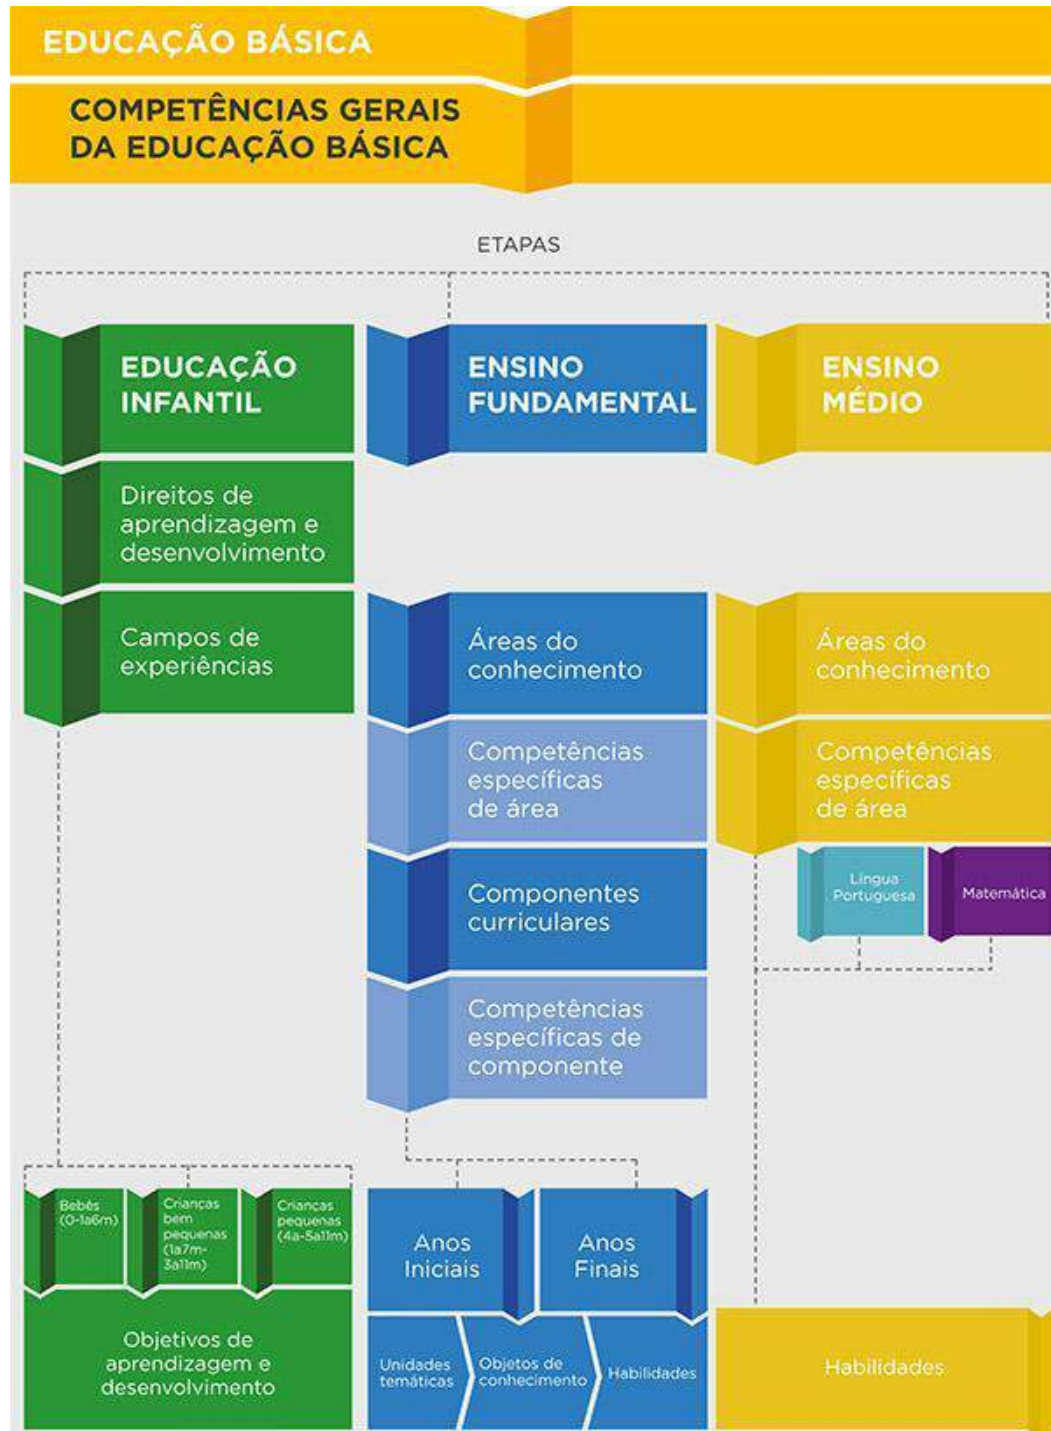 EDUCAÇÃO BÁSICA
COMPETÊNCIAS GERAIS
DA EDUCAÇÃO BÁSICA
ETAPAS
EDUCAÇÃO
INFANTIL
Direitos de
aprendizagem e
desenvolvimento
Campos de
experiências
Bebês
(0-1a6m)
Crianças
bem
pequenas
(1a7m-
3a11m)
Crianças
pequenas
(4a-5a11m)
Objetivos de
aprendizagem e
desenvolvimento
ENSINO
FUNDAMENTAL
Áreas do
conhecimento
Competências
específicas
de área
Componentes
curriculares
Competências
específicas de
componente
Anos
Iniciais
Anos
Finais
Unidades
temáticas
Objetos de
conhecimento
Habilidades
ENSINO
MÉDIO
Áreas do
conhecimento
Competências
específicas
de área
Língua
Portuguesa
Matemática
Habilidades